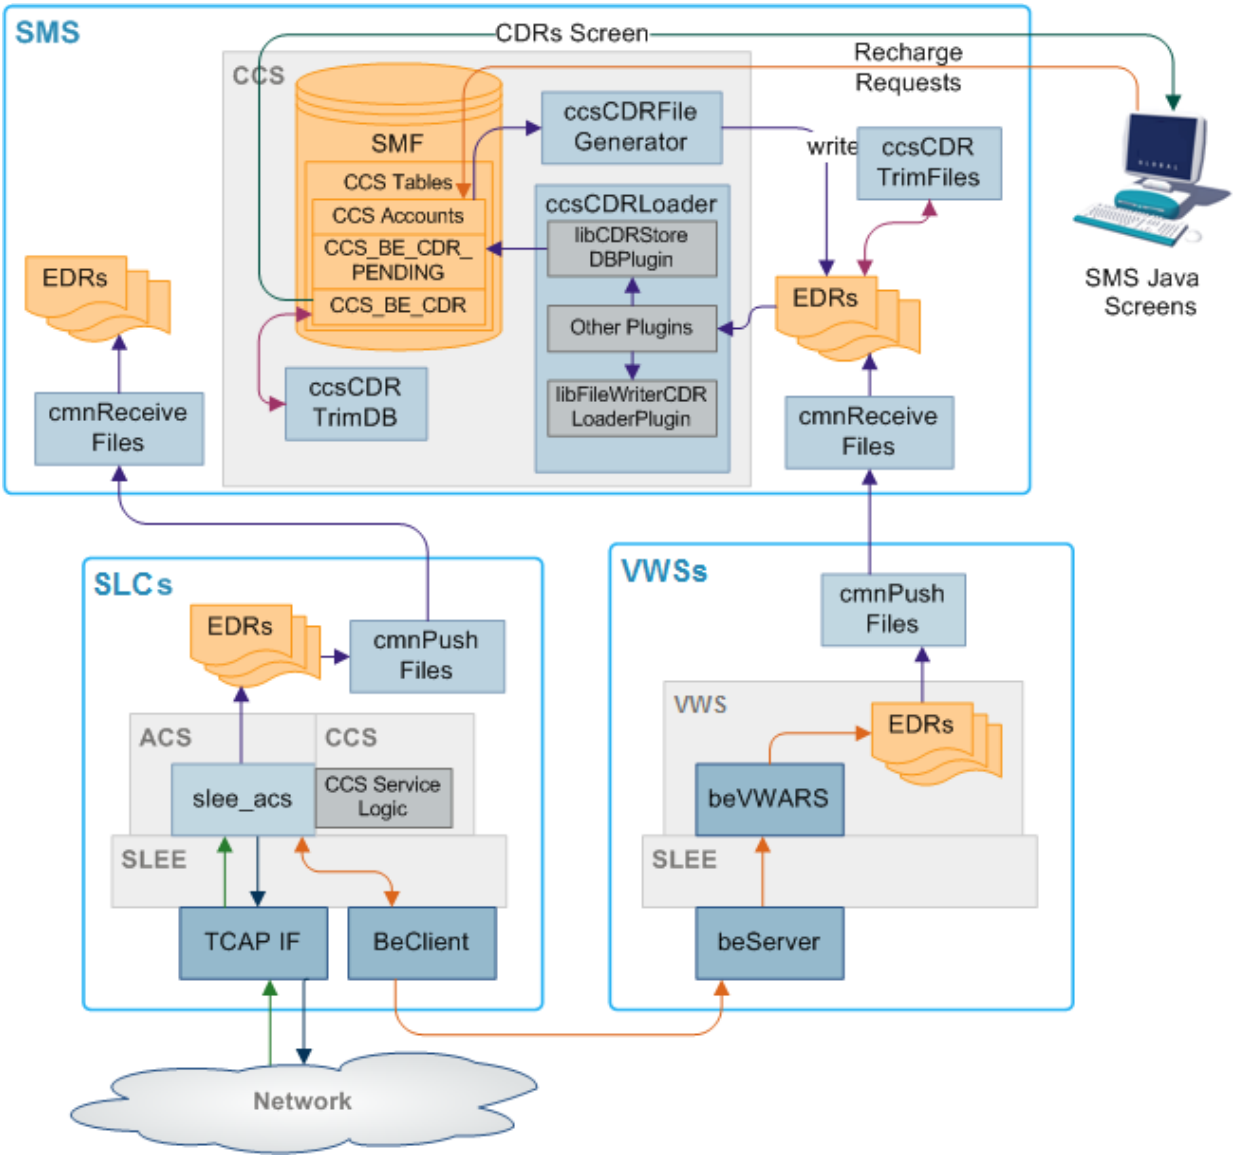 SMS
CDRs Screen
Recharge
Requests
CCS
SMF
CCS Tables
CCS Accounts
CCS_BE_CDR_
PENDING
CCS_BE_CDR
ccsCDRFile
Generator
write
ccsCDR
TrimFiles
GLOBAL
SMS Java
Screens
ccsCDRLoader
libCDRStore
DBPlugin
Other Plugins
libFileWriterCDR
LoaderPlugin
EDRs
EDRs
ccsCDR
TrimDB
cmnReceive
Files
cmnReceive
Files
SLCs
EDRs
cmnPush
Files
ACS
CCS
slee_acs
CCS Service
Logic
SLEE
TCAP IF
BeClient
VWSs
cmnPush
Files
VWS
EDRs
beVWARS
SLEE
beServer
Network